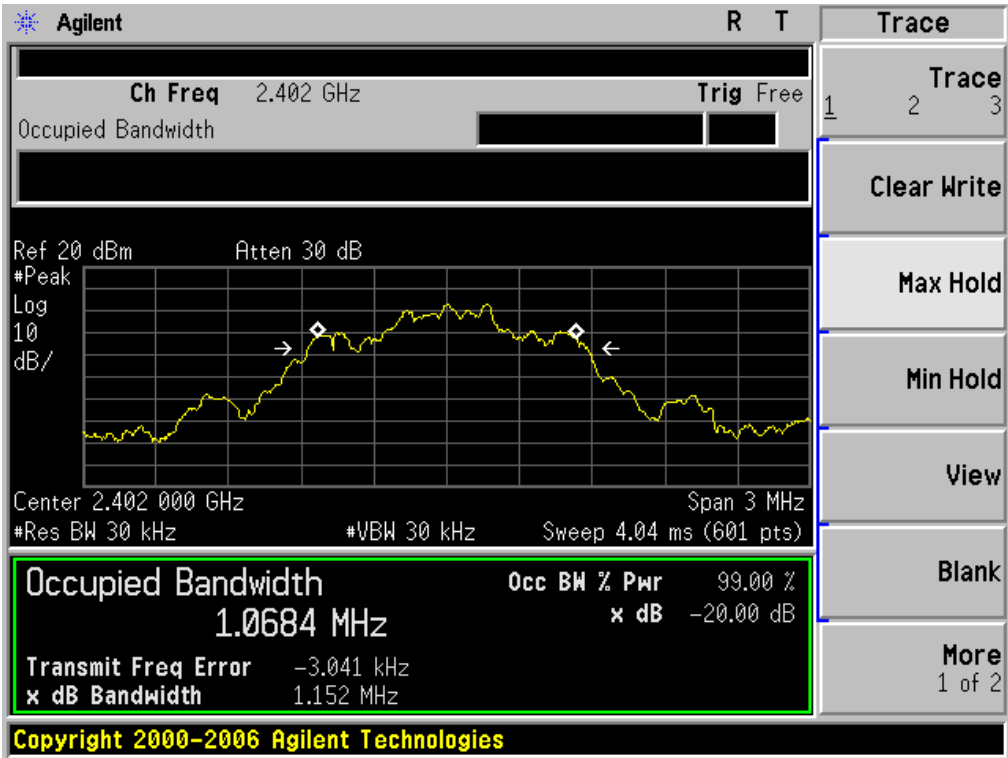 Agilent R T
Ch Freq 2.402 GHz Trig Free
Occupied Bandwidth
Ref 20 dBm Atten 30 dB
#Peak
Log
10
dB/
Center 2.402 000 GHz Span 3 MHz
#Res BW 30 kHz #VBW 30 kHz Sweep 4.04 ms (601 pts)
Occupied Bandwidth Occ BW % Pwr 99.00 %
1.0684 MHz x dB -20.00 dB
Transmit Freq Error -3.041 kHz
x dB Bandwidth 1.152 MHz
Copyright 2000-2006 Agilent Technologies
Trace
Trace
1 2 3
Clear Write
Max Hold
Min Hold
View
Blank
More
1 of 2